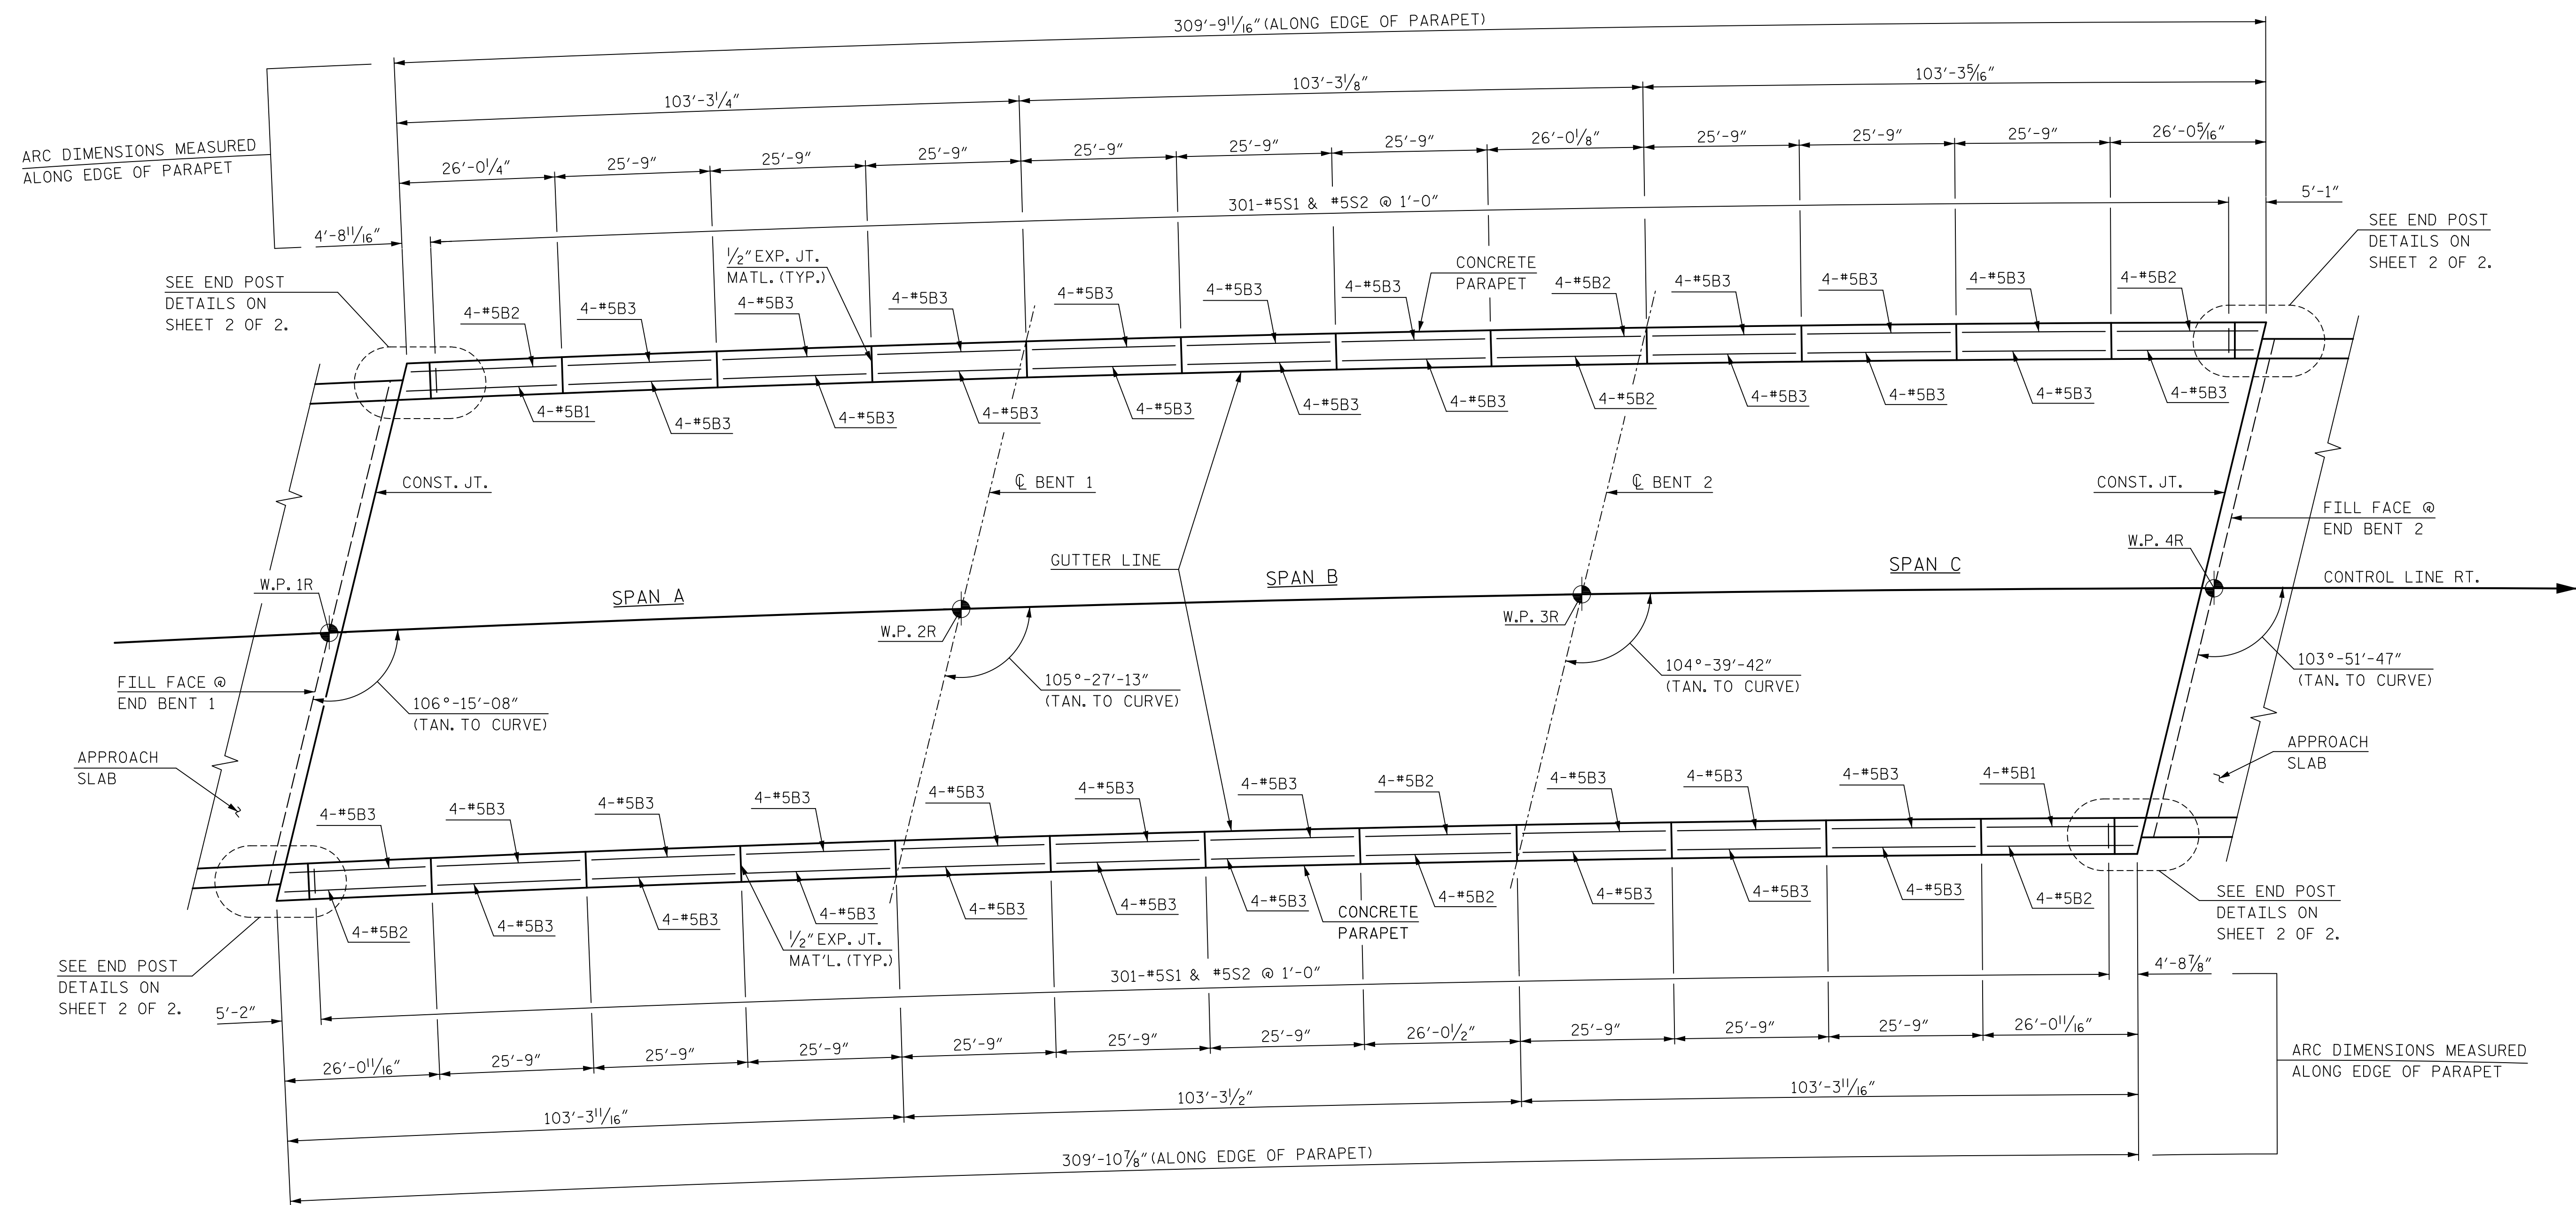 309'-9 11/16" (ALONG EDGE OF PARAPET)
103'-3 1/4"
103'-3 1/8"
103'-3 5/16"
ARC DIMENSIONS MEASURED
ALONG EDGE OF PARAPET
26'-0 1/4"
25'-9"
25'-9"
25'-9"
25'-9"
25'-9"
25'-9"
26'-0 1/8"
25'-9"
25'-9"
25'-9"
26'-0 5/16"
4'-8 11/16"
301-#5S1 & #5S2 @ 1'-0"
5'-1"
SEE END POST
DETAILS ON
SHEET 2 OF 2.
1/2" EXP. JT.
MATL. (TYP.)
CONCRETE
PARAPET
SEE END POST
DETAILS ON
SHEET 2 OF 2.
4-#5B2
4-#5B3
4-#5B3
4-#5B3
4-#5B3
4-#5B3
4-#5B3
4-#5B2
4-#5B3
4-#5B3
4-#5B3
4-#5B2
4-#5B1
4-#5B3
4-#5B3
4-#5B3
4-#5B3
4-#5B3
4-#5B3
4-#5B2
4-#5B3
4-#5B3
4-#5B3
4-#5B3
CONST. JT.
℄ BENT 1
℄ BENT 2
CONST. JT.
FILL FACE @
END BENT 2
GUTTER LINE
W.P. 1R
SPAN A
W.P. 2R
SPAN B
W.P. 3R
SPAN C
W.P. 4R
CONTROL LINE RT.
FILL FACE @
END BENT 1
106°-15'-08"
(TAN. TO CURVE)
105°-27'-13"
(TAN. TO CURVE)
104°-39'-42"
(TAN. TO CURVE)
103°-51'-47"
(TAN. TO CURVE)
APPROACH
SLAB
APPROACH
SLAB
4-#5B3
4-#5B3
4-#5B3
4-#5B3
4-#5B3
4-#5B3
4-#5B3
4-#5B2
4-#5B3
4-#5B3
4-#5B3
4-#5B1
4-#5B2
4-#5B3
4-#5B3
4-#5B3
4-#5B3
4-#5B3
4-#5B3
4-#5B2
4-#5B3
4-#5B3
4-#5B3
4-#5B2
1/2" EXP. JT.
MAT'L. (TYP.)
CONCRETE
PARAPET
SEE END POST
DETAILS ON
SHEET 2 OF 2.
SEE END POST
DETAILS ON
SHEET 2 OF 2.
5'-2"
301-#5S1 & #5S2 @ 1'-0"
4'-8 7/8"
26'-0 11/16"
25'-9"
25'-9"
25'-9"
25'-9"
25'-9"
25'-9"
26'-0 1/2"
25'-9"
25'-9"
25'-9"
26'-0 11/16"
ARC DIMENSIONS MEASURED
ALONG EDGE OF PARAPET
103'-3 11/16"
103'-3 1/2"
103'-3 11/16"
309'-10 7/8" (ALONG EDGE OF PARAPET)